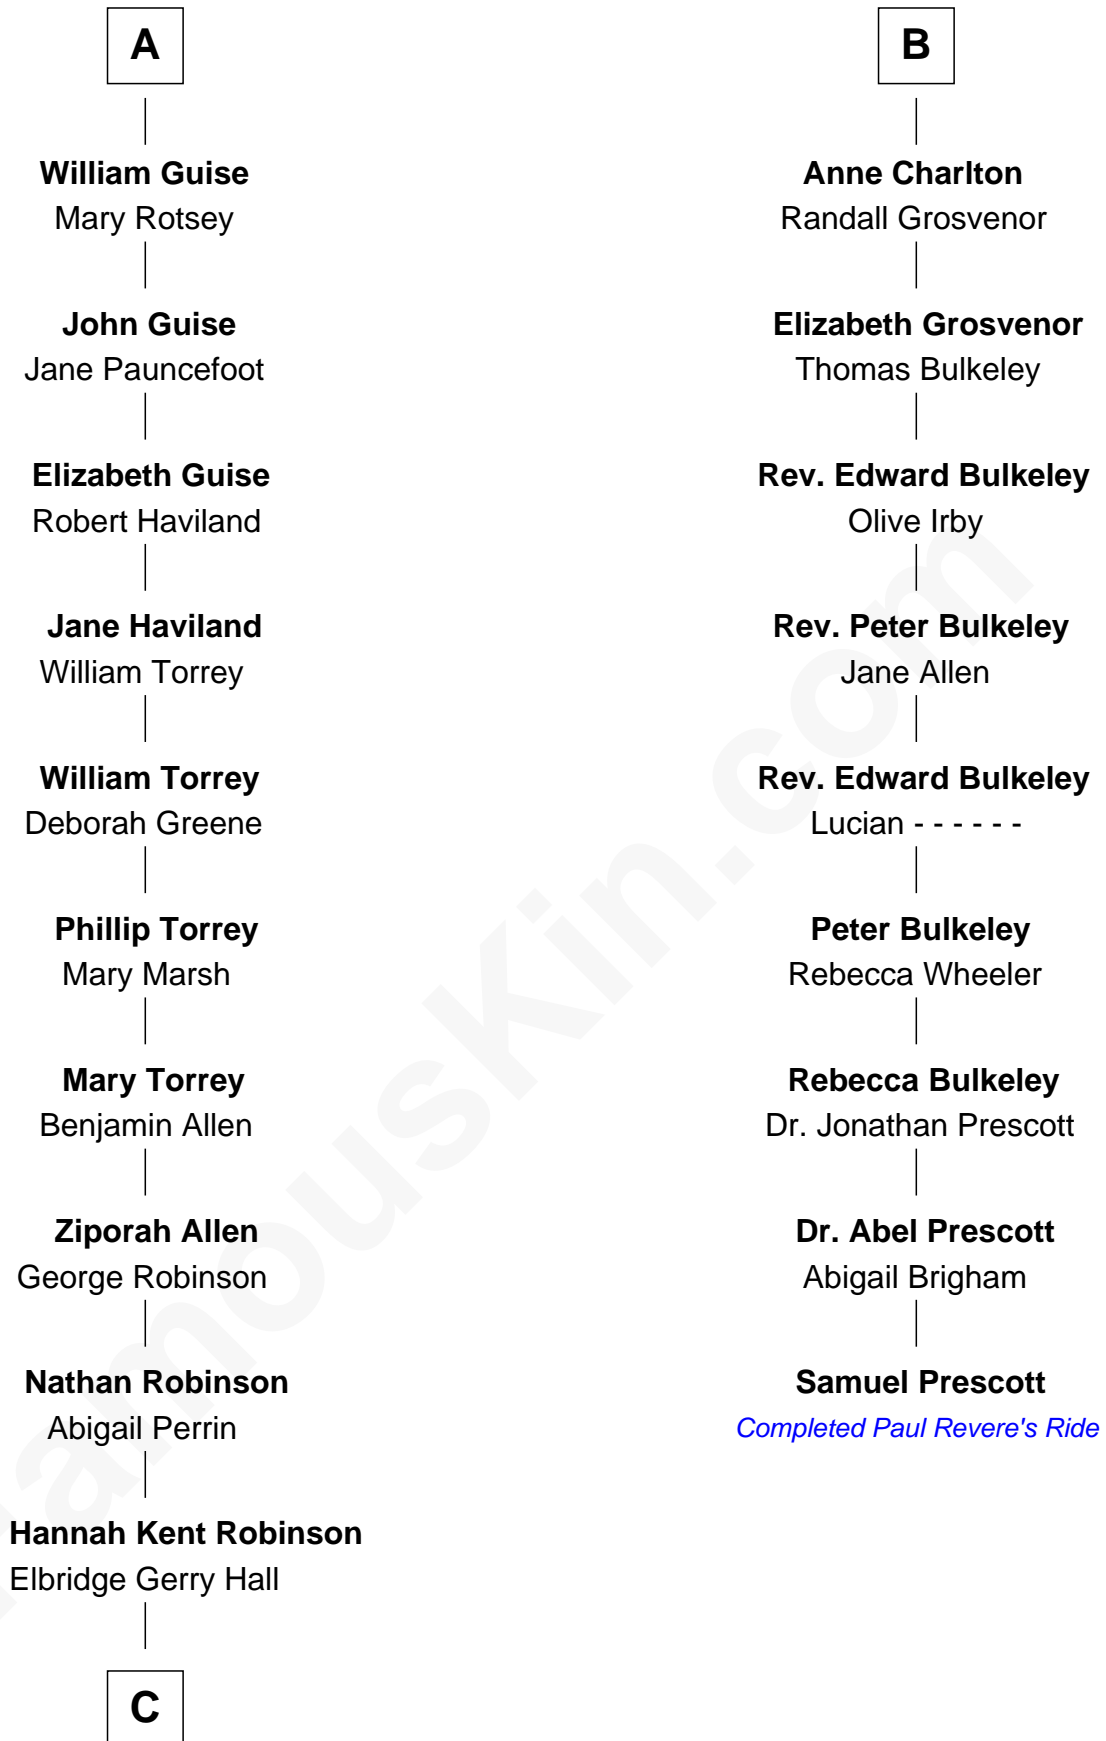 A
William Guise
Mary Rotsey
John Guise
Jane Pauncefoot
Elizabeth Guise
Robert Haviland
Jane Haviland
William Torrey
William Torrey
Deborah Greene
Phillip Torrey
Mary Marsh
Mary Torrey
Benjamin Allen
Ziporah Allen
George Robinson
Nathan Robinson
Abigail Perrin
Hannah Kent Robinson
Elbridge Gerry Hall
C
B
Anne Charlton
Randall Grosvenor
Elizabeth Grosvenor
Thomas Bulkeley
Rev. Edward Bulkeley
Olive Irby
Rev. Peter Bulkeley
Jane Allen
Rev. Edward Bulkeley
Lucian - - - - - -
Peter Bulkeley
Rebecca Wheeler
Rebecca Bulkeley
Dr. Jonathan Prescott
Dr. Abel Prescott
Abigail Brigham
Samuel Prescott
Completed Paul Revere's Ride
FamousKin.com